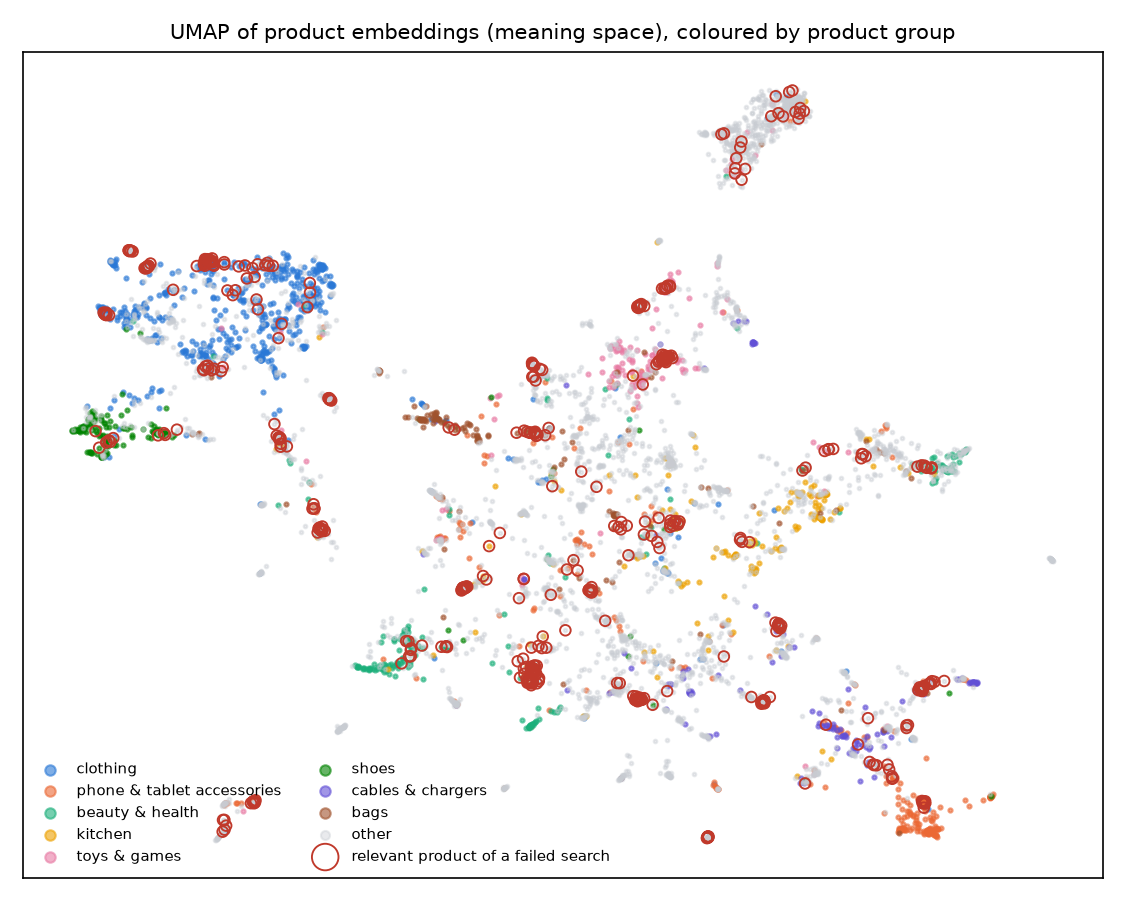 UMAP of product embeddings (meaning space), coloured by product group
clothing
phone & tablet accessories
beauty & health
kitchen
toys & games
shoes
cables & chargers
bags
other
relevant product of a failed search